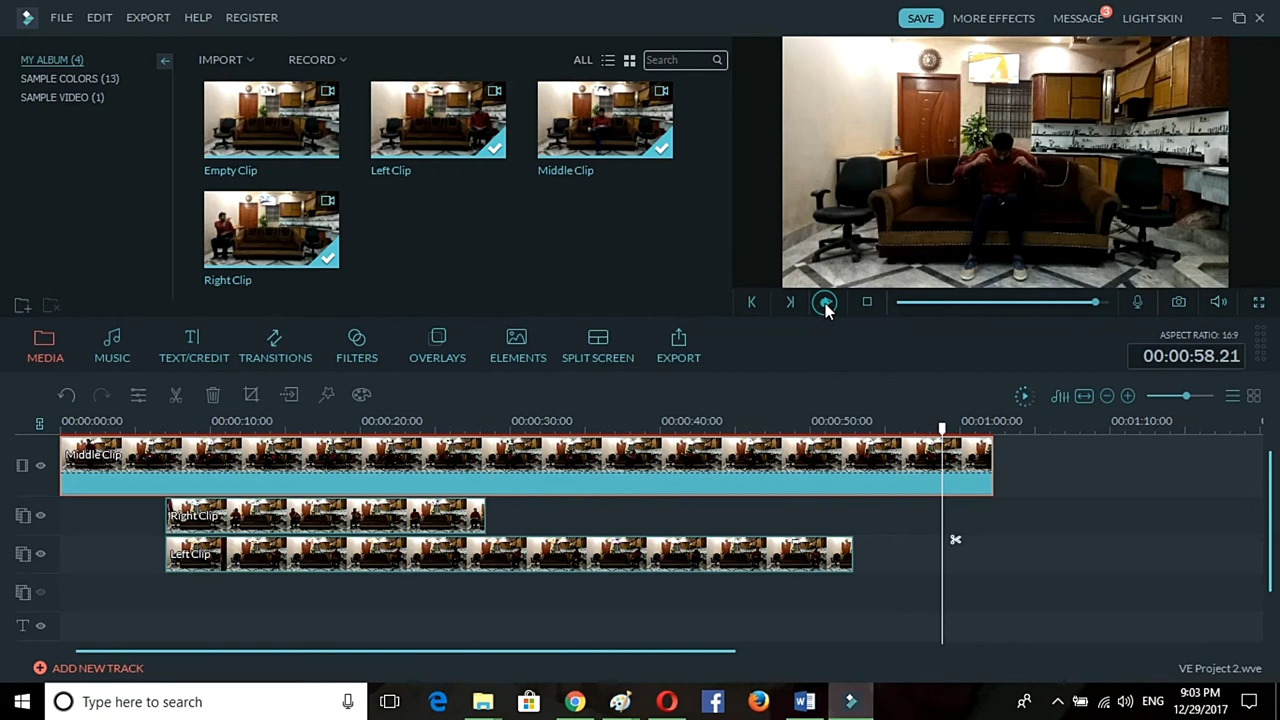 FILE EDIT EXPORT HELP REGISTER SAVE MORE EFFECTS MESSAGE 3 LIGHT SKIN
MY ALBUM (4) IMPORT RECORD ALL Search
SAMPLE COLORS (13)
SAMPLE VIDEO (1)
Empty Clip Left Clip Middle Clip
Right Clip
ASPECT RATIO: 16:9
MEDIA MUSIC TEXT/CREDIT TRANSITIONS FILTERS OVERLAYS ELEMENTS SPLIT SCREEN EXPORT 00:00:58.21
00:00:00:00 00:00:10:00 00:00:20:00 00:00:30:00 00:00:40:00 00:00:50:00 00:01:00:00 00:01:10:00
Middle Clip
Right Clip
Left Clip
T
ADD NEW TRACK VE Project 2.wve
Type here to search ENG 9:03 PM
12/29/2017